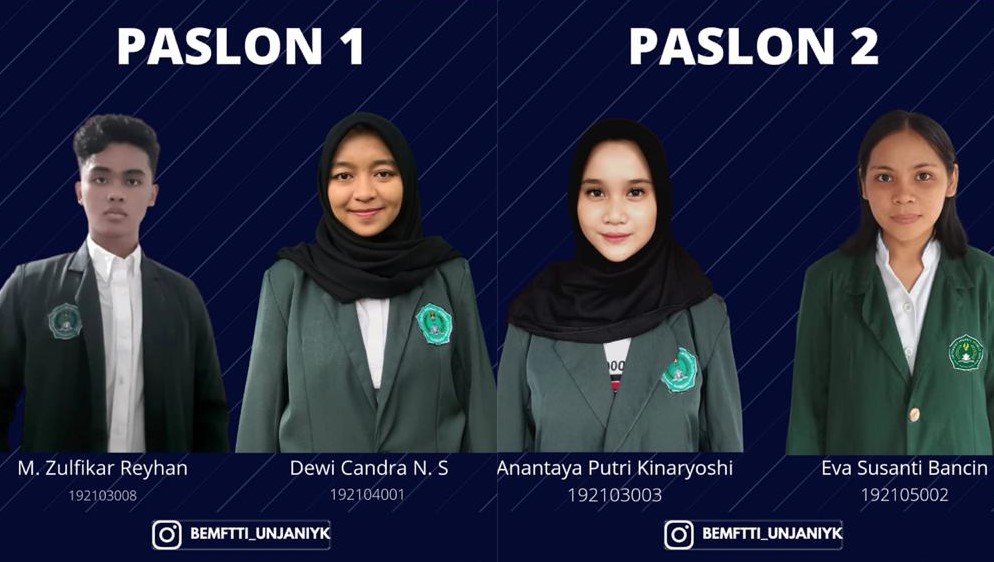 PASLON 1
M. Zulfikar Reyhan
192103008
Dewi Candra N. S
192104001
BEMFTTI_UNJANIYK
PASLON 2
Anantaya Putri Kinaryoshi
192103003
Eva Susanti Bancin
192105002
BEMFTTI_UNJANIYK